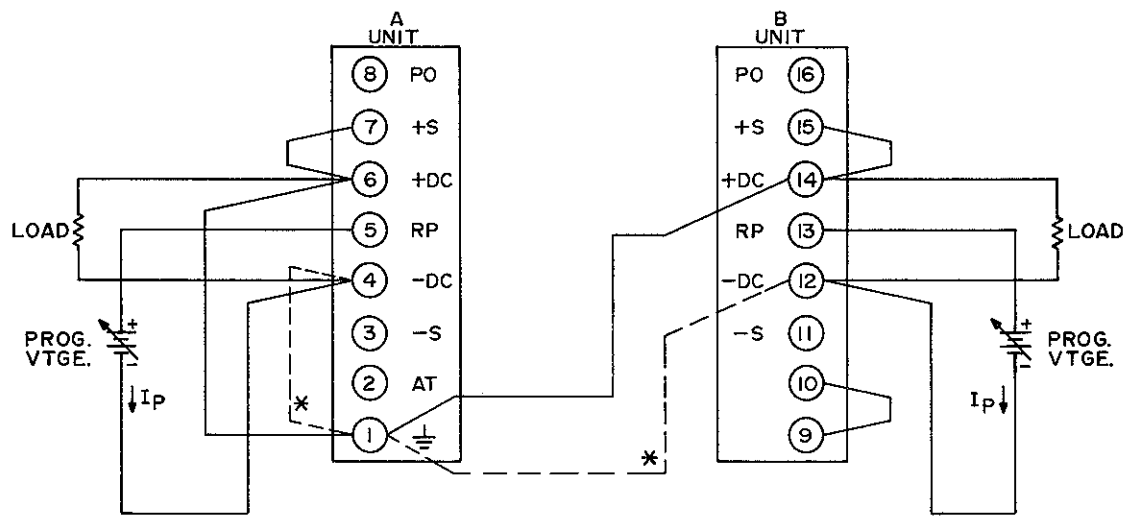 A
UNIT
B
UNIT
8 PO
PO 16
7 +S
+S 15
6 +DC
+DC 14
LOAD
5 RP
RP 13
LOAD
4 -DC
-DC 12
PROG.
VTGE.
+
-
3 -S
-S 11
+
-
PROG.
VTGE.
IP
2 AT
10
IP
*
1
*
9